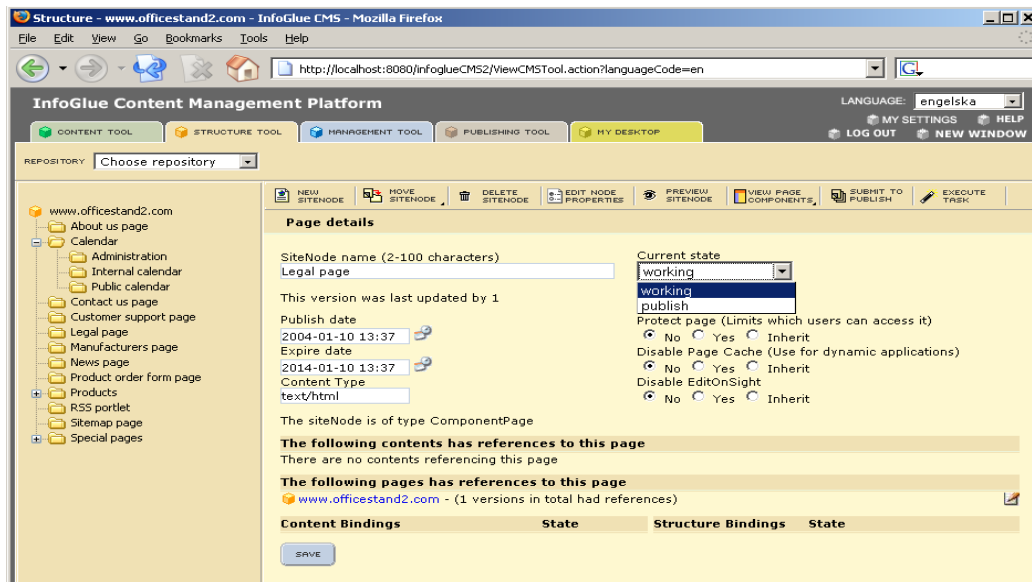 Structure - www.officestand2.com - InfoGlue CMS - Mozilla Firefox
File Edit View Go Bookmarks Tools Help
http://localhost:8080/infoglueCMS2/ViewCMSTool.action?languageCode=en
G
InfoGlue Content Management Platform
LANGUAGE: engelska
MY SETTINGS HELP
LOG OUT NEW WINDOW
CONTENT TOOL STRUCTURE TOOL MANAGEMENT TOOL PUBLISHING TOOL MY DESKTOP
REPOSITORY Choose repository
NEW SITENODE MOVE SITENODE DELETE SITENODE EDIT NODE PROPERTIES PREVIEW SITENODE VIEW PAGE COMPONENTS SUBMIT TO PUBLISH EXECUTE TASK
www.officestand2.com
About us page
Calendar
Administration
Internal calendar
Public calendar
Contact us page
Customer support page
Legal page
Manufacturers page
News page
Product order form page
Products
RSS portlet
Sitemap page
Special pages
Page details
SiteNode name (2-100 characters)
Legal page
This version was last updated by 1
Publish date
2004-01-10 13:37
Expire date
2014-01-10 13:37
Content Type
text/html
Current state
working
working
publish
Protect page (Limits which users can access it)
No Yes Inherit
Disable Page Cache (Use for dynamic applications)
No Yes Inherit
Disable EditOnSight
No Yes Inherit
The siteNode is of type ComponentPage
The following contents has references to this page
There are no contents referencing this page
The following pages has references to this page
www.officestand2.com - (1 versions in total had references)
Content Bindings State Structure Bindings State
SAVE